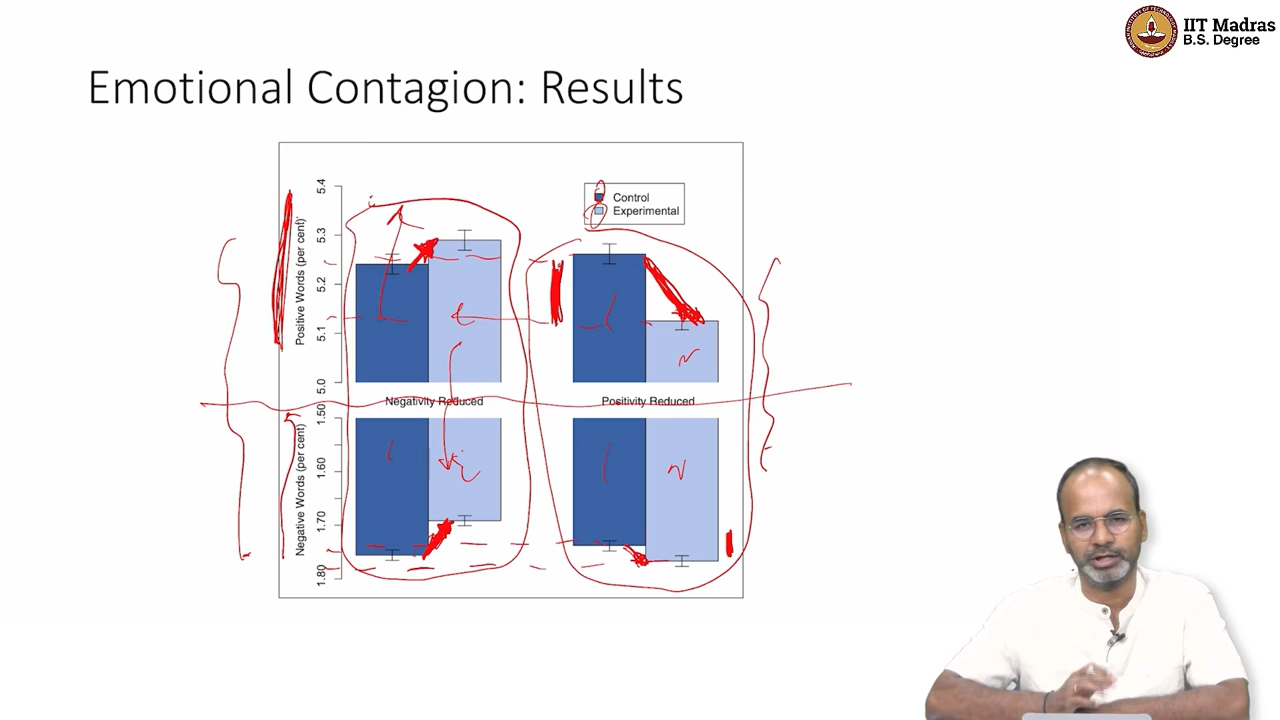 IIT Madras
B.S. Degree
Emotional Contagion: Results
Control
Experimental
Positive Words (per cent)
5.4
5.3
5.2
5.1
5.0
Negativity Reduced
Positivity Reduced
Negative Words (per cent)
1.50
1.60
1.70
1.80